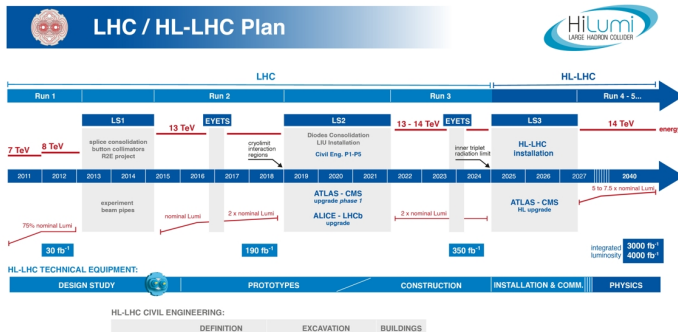 LHC / HL-LHC Plan
HiLumi
LARGE HADRON COLLIDER
LHC
HL-LHC
Run 1
Run 2
Run 3
Run 4 - 5...
LS1
EYETS
LS2
EYETS
LS3
7 TeV
8 TeV
splice consolidation
button collimators
R2E project
13 TeV
cryolimit
interaction
regions
Diodes Consolidation
LIU Installation
Civil Eng. P1-P5
13 - 14 TeV
inner triplet
radiation limit
HL-LHC
installation
14 TeV
energy
2011
2012
2013
2014
2015
2016
2017
2018
2019
2020
2021
2022
2023
2024
2025
2026
2027
2040
75% nominal Lumi
experiment
beam pipes
nominal Lumi
2 x nominal Lumi
ATLAS - CMS
upgrade phase 1
ALICE - LHCb
upgrade
2 x nominal Lumi
ATLAS - CMS
HL upgrade
5 to 7.5 x nominal Lumi
30 fb-1
190 fb-1
350 fb-1
integrated
luminosity
3000 fb-1
4000 fb-1
HL-LHC TECHNICAL EQUIPMENT:
DESIGN STUDY
PROTOTYPES
CONSTRUCTION
INSTALLATION & COMM.
PHYSICS
HL-LHC CIVIL ENGINEERING:
DEFINITION
EXCAVATION
BUILDINGS